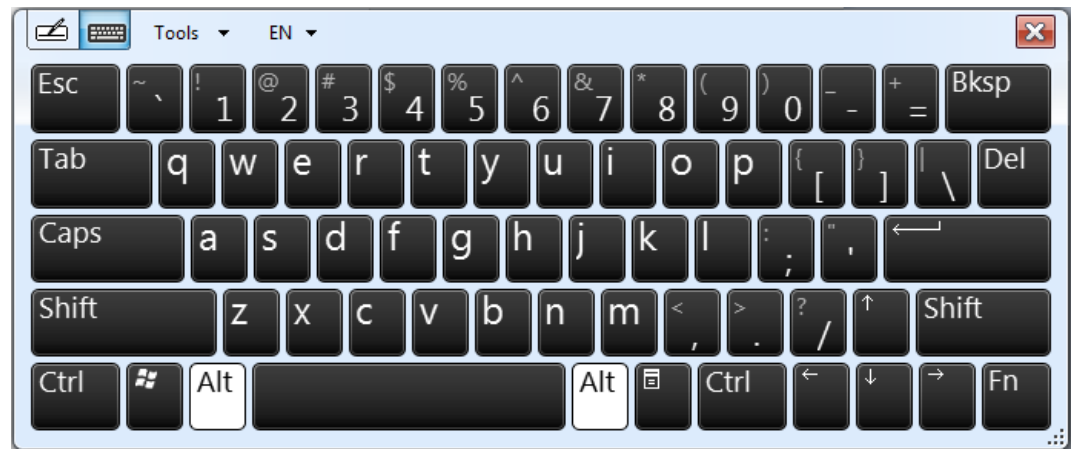 Tools EN
Esc ~ ` ! 1 @ 2 # 3 $ 4 % 5 ^ 6 & 7 * 8 ( 9 ) 0 _ - + = Bksp
Tab q w e r t y u i o p { [ } ] | \ Del
Caps a s d f g h j k l : ; " '
Shift z x c v b n m < , > . ? / ↑ Shift
Ctrl Alt Alt Ctrl ← ↓ → Fn